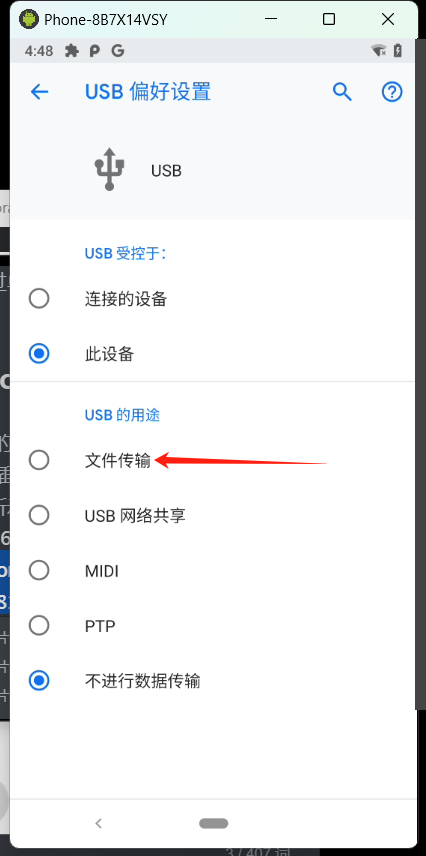 Phone-8B7X14VSY
4:48
USB 偏好设置
USB
USB 受控于：
连接的设备
此设备
USB 的用途
文件传输
USB 网络共享
MIDI
PTP
不进行数据传输